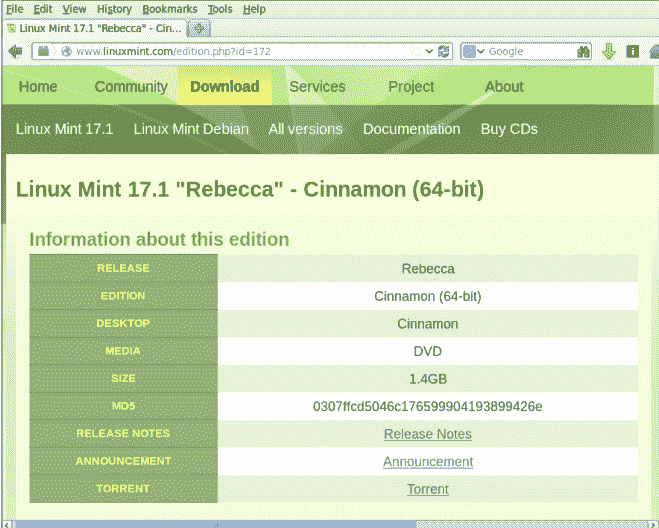 File Edit View History Bookmarks Tools Help
Linux Mint 17.1 "Rebecca" - Cin...
www.linuxmint.com/edition.php?id=172 Google
Home Community Download Services Project About
Linux Mint 17.1 Linux Mint Debian All versions Documentation Buy CDs
Linux Mint 17.1 "Rebecca" - Cinnamon (64-bit)
Information about this edition
RELEASE Rebecca
EDITION Cinnamon (64-bit)
DESKTOP Cinnamon
MEDIA DVD
SIZE 1.4GB
MD5 0307ffcd5046c176599904193899426e
RELEASE NOTES Release Notes
ANNOUNCEMENT Announcement
TORRENT Torrent